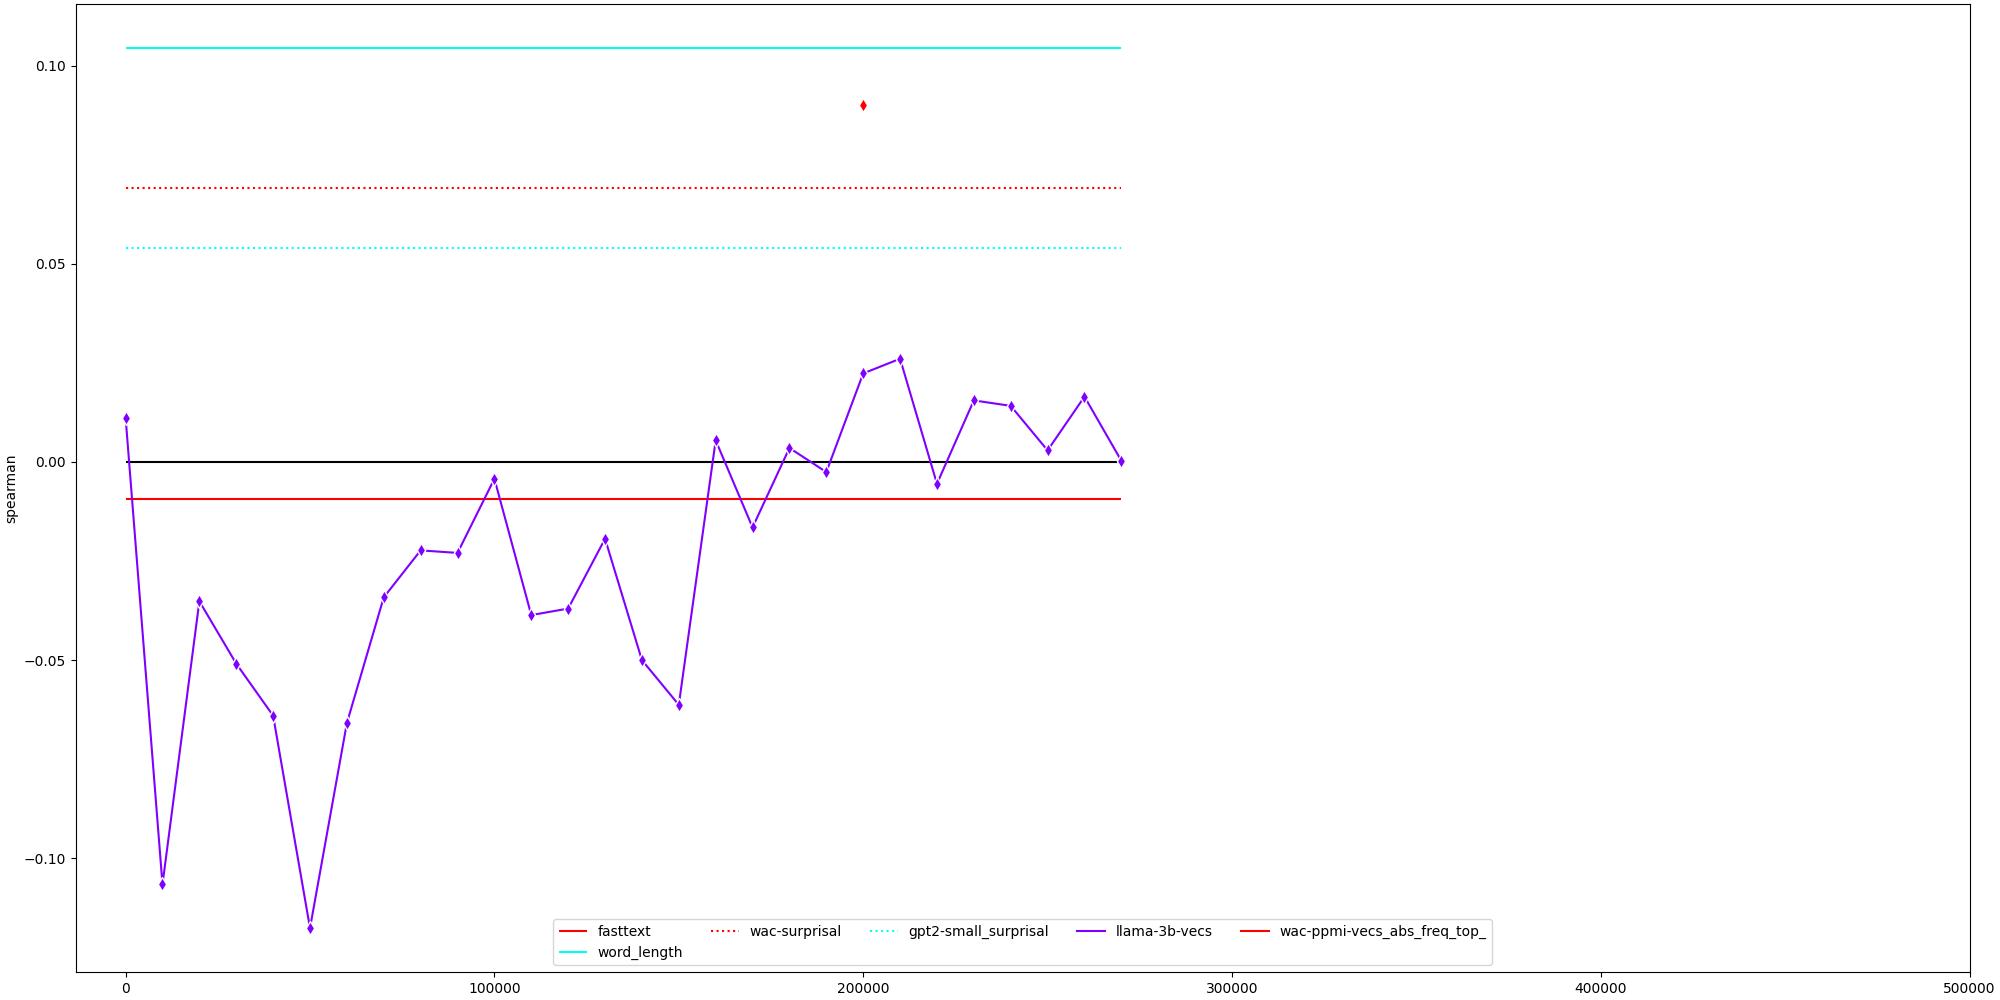 0.10
0.05
0.00
−0.05
−0.10
spearman
fasttext wac-surprisal gpt2-small_surprisal llama-3b-vecs wac-ppmi-vecs_abs_freq_top_
word_length
0 100000 200000 300000 400000 500000